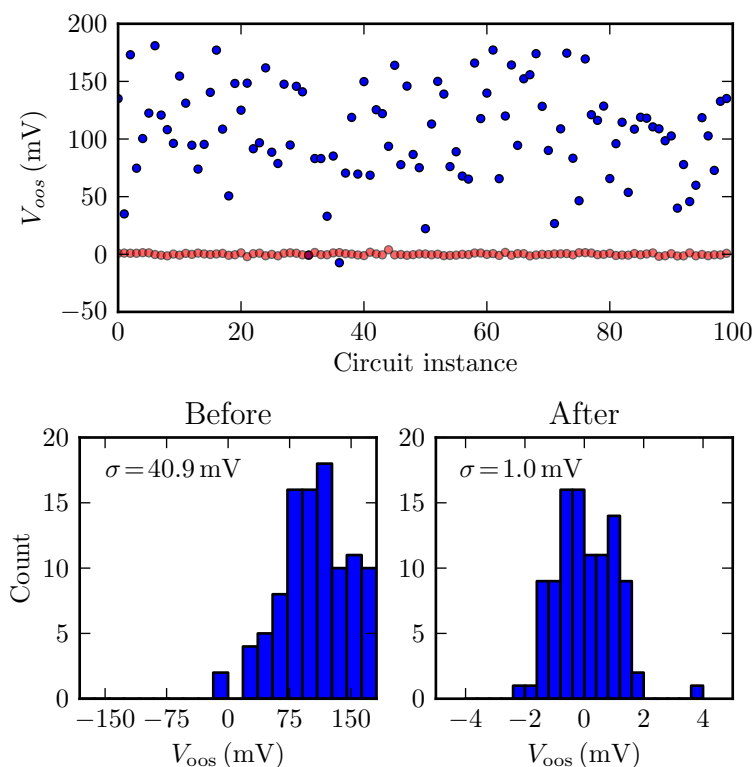 200
150
100
50
0
−50
V_oos (mV)
0 20 40 60 80 100
Circuit instance
Before
20
15
10
5
0
Count
σ = 40.9 mV
−150 −75 0 75 150
V_oos (mV)
After
20
15
10
5
0
σ = 1.0 mV
−4 −2 0 2 4
V_oos (mV)